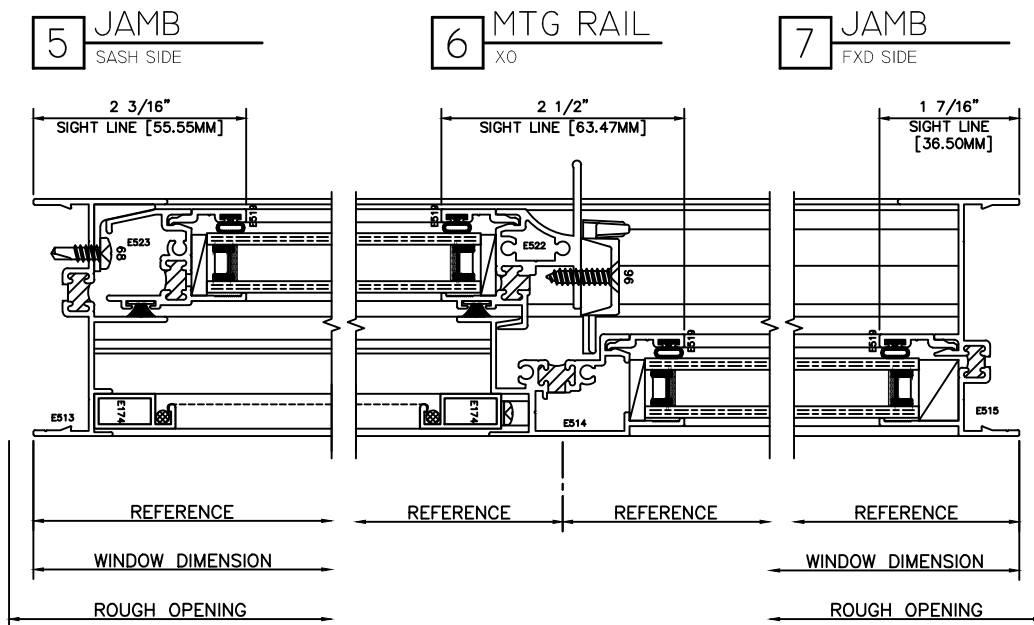 5 JAMB
SASH SIDE
6 MTG RAIL
XO
7 JAMB
FXD SIDE
2 3/16"
SIGHT LINE [55.55MM]
2 1/2"
SIGHT LINE [63.47MM]
1 7/16"
SIGHT LINE
[36.50MM]
E519
E519
E523
E522
68
96
E519
E519
E513
E174
E174
E514
E515
REFERENCE
REFERENCE
REFERENCE
REFERENCE
WINDOW DIMENSION
WINDOW DIMENSION
ROUGH OPENING
ROUGH OPENING